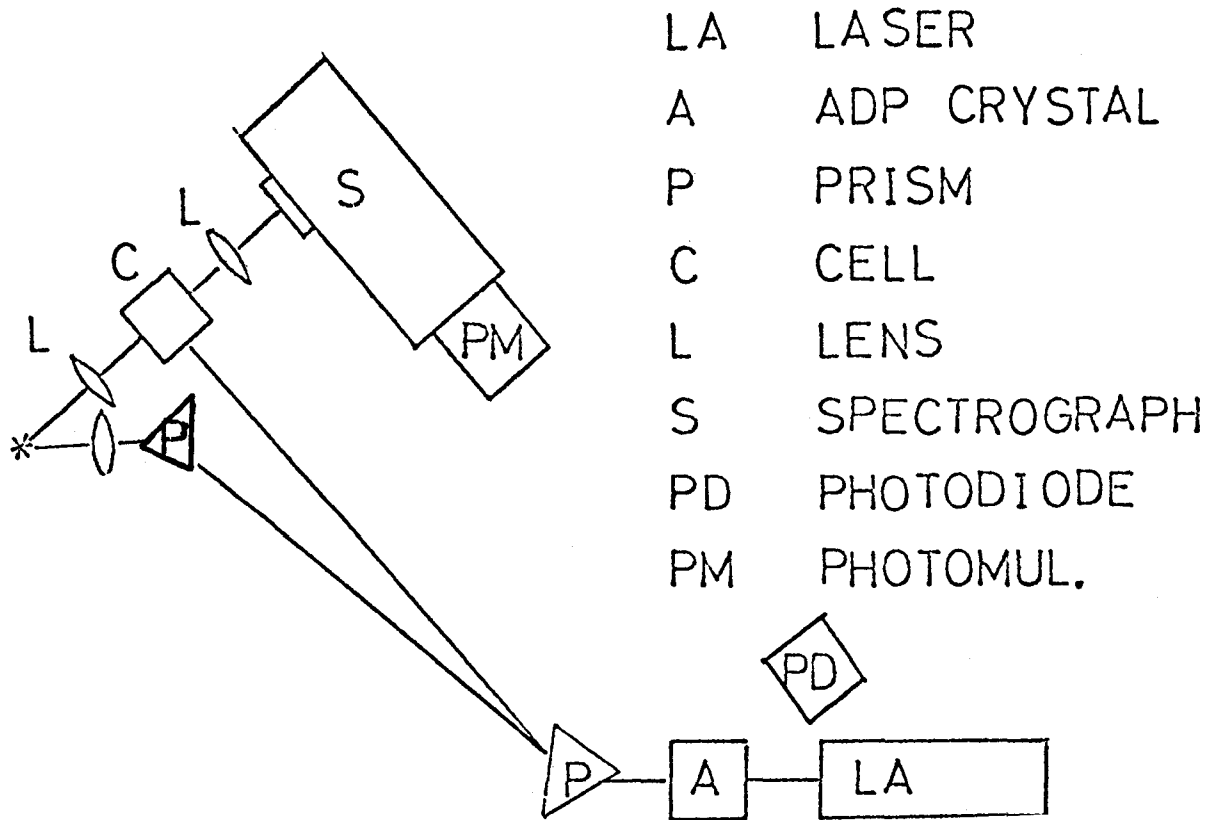 LA LASER
A ADP CRYSTAL
P PRISM
C CELL
L LENS
S SPECTROGRAPH
PD PHOTODIODE
PM PHOTOMUL.
S
L
C
PM
L
P
PD
P
A
LA